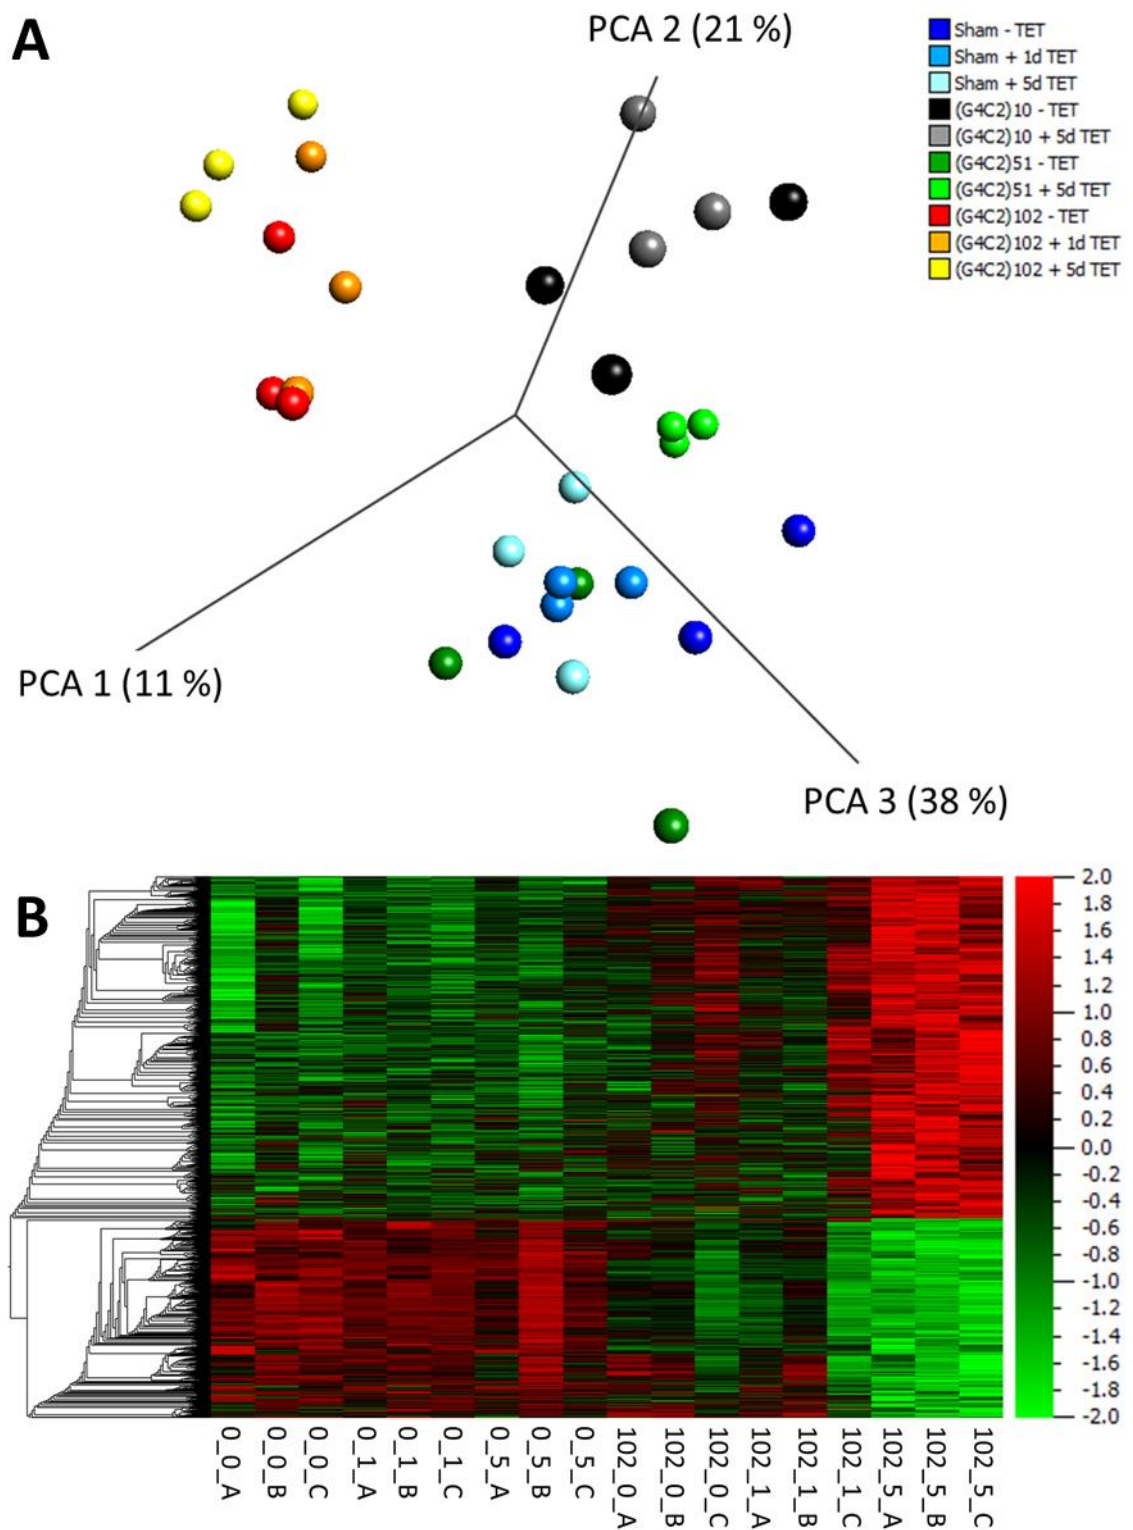 A
PCA 2 (21 %)
Sham - TET
Sham + 1d TET
Sham + 5d TET
(G4C2)10 - TET
(G4C2)10 + 5d TET
(G4C2)51 - TET
(G4C2)51 + 5d TET
(G4C2)102 - TET
(G4C2)102 + 1d TET
(G4C2)102 + 5d TET
PCA 1 (11 %)
PCA 3 (38 %)
B
2.0
1.8
1.6
1.4
1.2
1.0
0.8
0.6
0.4
0.2
0.0
-0.2
-0.4
-0.6
-0.8
-1.0
-1.2
-1.4
-1.6
-1.8
-2.0
0_0_A
0_0_B
0_0_C
0_1_A
0_1_B
0_1_C
0_5_A
0_5_B
0_5_C
102_0_A
102_0_B
102_0_C
102_1_A
102_1_B
102_1_C
102_5_A
102_5_B
102_5_C